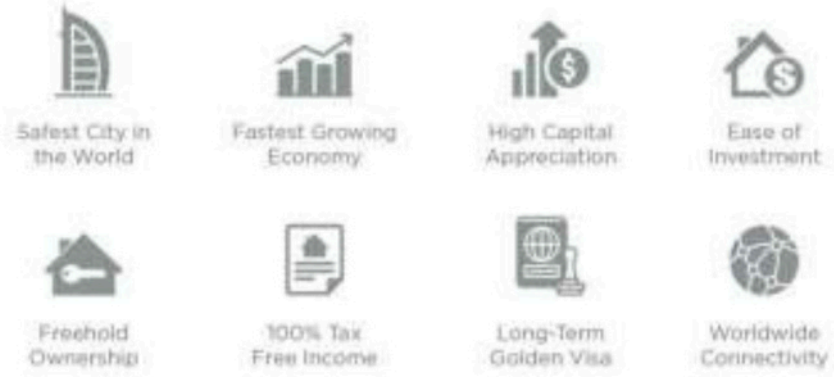 Safest City in
the World
Fastest Growing
Economy
High Capital
Appreciation
Ease of
Investment
Freehold
Ownership
100% Tax
Free Income
Long-Term
Golden Visa
Worldwide
Connectivity